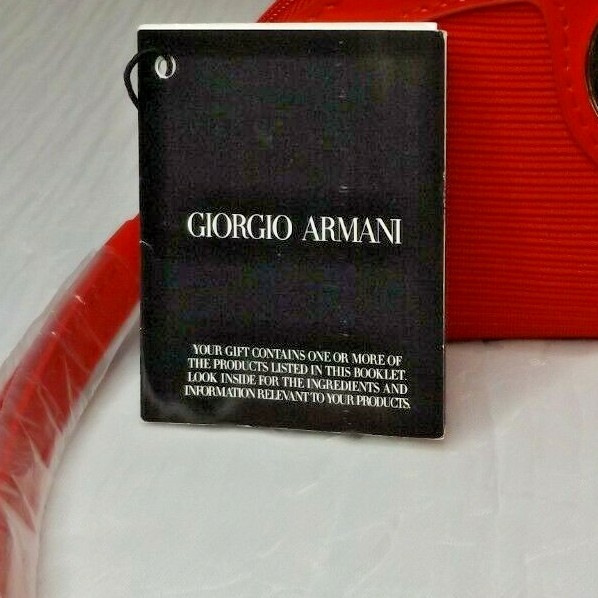 GIORGIO ARMANI
YOUR GIFT CONTAINS ONE OR MORE OF
THE PRODUCTS LISTED IN THIS BOOKLET.
LOOK INSIDE FOR THE INGREDIENTS AND
INFORMATION RELEVANT TO YOUR PRODUCTS.